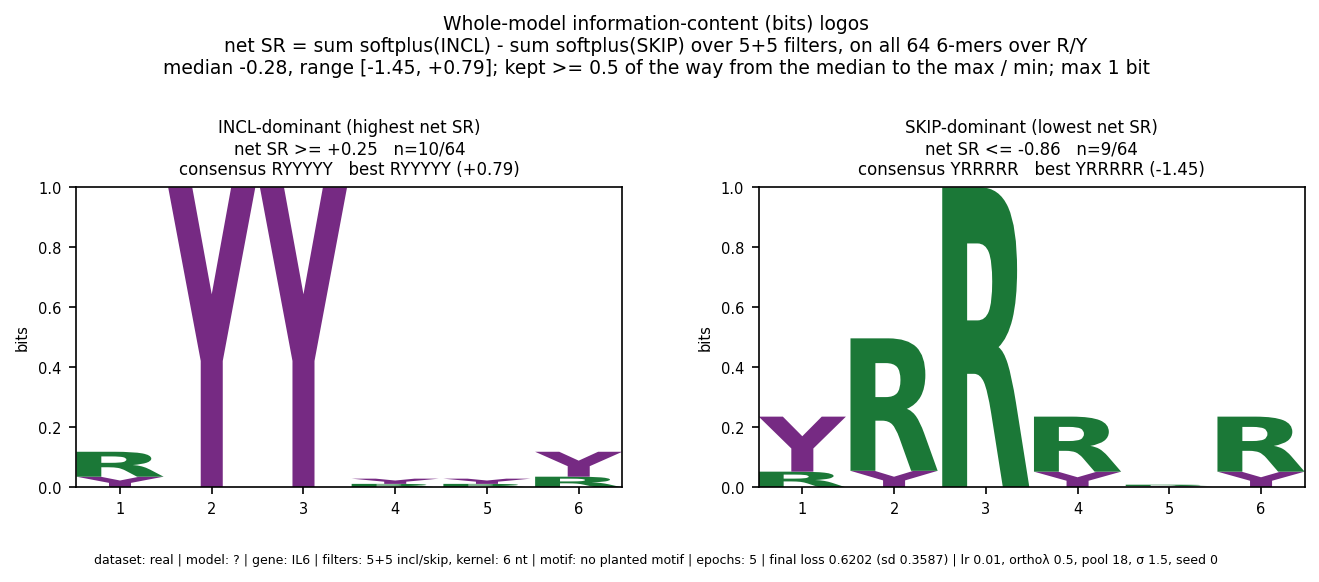 Whole-model information-content (bits) logos
net SR = sum softplus(INCL) - sum softplus(SKIP) over 5+5 filters, on all 64 6-mers over R/Y
median -0.28, range [-1.45, +0.79]; kept >= 0.5 of the way from the median to the max / min; max 1 bit
INCL-dominant (highest net SR)
net SR >= +0.25 n=10/64
consensus RYYYYY best RYYYYY (+0.79)
1.0
0.8
0.6
0.4
0.2
0.0
bits
R Y Y Y Y Y Y
Y Y Y R R R
1 2 3 4 5 6
SKIP-dominant (lowest net SR)
net SR <= -0.86 n=9/64
consensus YRRRRR best YRRRRR (-1.45)
1.0
0.8
0.6
0.4
0.2
0.0
bits
Y R R R R
R Y Y Y
1 2 3 4 5 6
dataset: real | model: ? | gene: IL6 | filters: 5+5 incl/skip, kernel: 6 nt | motif: no planted motif | epochs: 5 | final loss 0.6202 (sd 0.3587) | lr 0.01, orthoλ 0.5, pool 18, σ 1.5, seed 0